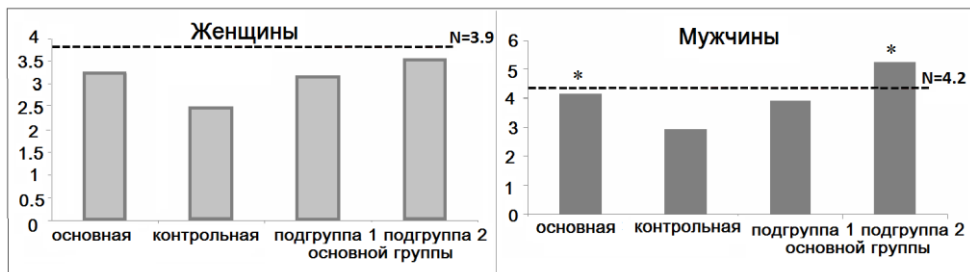 Женщины
N=3.9
4
3.5
3
2.5
2
1.5
1
0.5
0
основная контрольная подгруппа 1 подгруппа 2
основной группы
Мужчины
N=4.2
6
5
4
3
2
1
0
* *
основная контрольная подгруппа 1 подгруппа 2
основной группы